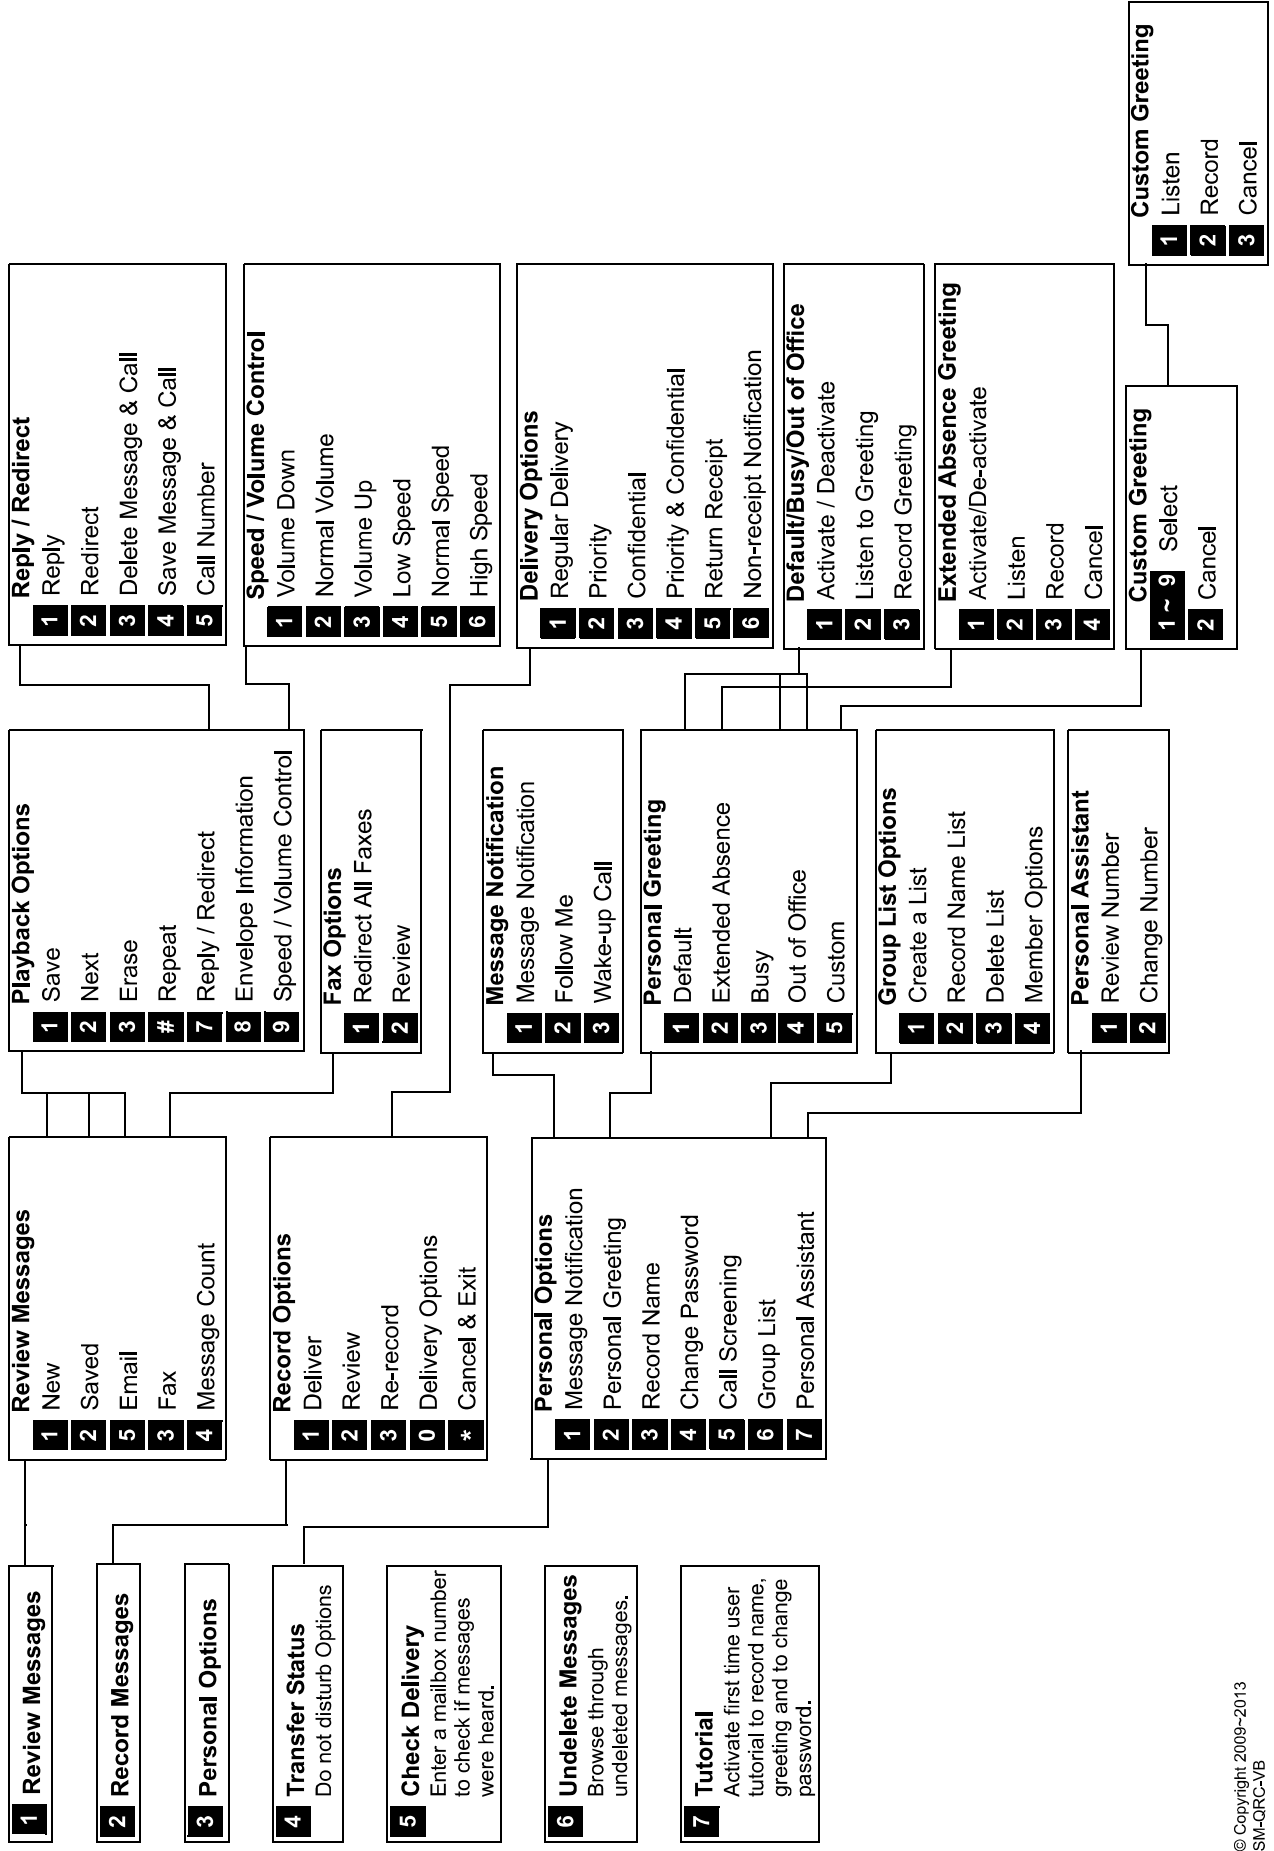 1 Review Messages
2 Record Messages
3 Personal Options
4 Transfer Status
Do not disturb Options
5 Check Delivery
Enter a mailbox number
to check if messages
were heard.
6 Undelete Messages
Browse through
undeleted messages.
7 Tutorial
Activate first time user
tutorial to record name,
greeting and to change
password.
Review Messages
1 New
2 Saved
5 Email
3 Fax
4 Message Count
Record Options
1 Deliver
2 Review
3 Re-record
0 Delivery Options
* Cancel & Exit
Personal Options
1 Message Notification
2 Personal Greeting
3 Record Name
4 Change Password
5 Call Screening
6 Group List
7 Personal Assistant
Playback Options
1 Save
2 Next
3 Erase
# Repeat
7 Reply / Redirect
8 Envelope Information
9 Speed / Volume Control
Fax Options
1 Redirect All Faxes
2 Review
Message Notification
1 Message Notification
2 Follow Me
3 Wake-up Call
Personal Greeting
1 Default
2 Extended Absence
3 Busy
4 Out of Office
5 Custom
Group List Options
1 Create a List
2 Record Name List
3 Delete List
4 Member Options
Personal Assistant
1 Review Number
2 Change Number
Reply / Redirect
1 Reply
2 Redirect
3 Delete Message & Call
4 Save Message & Call
5 Call Number
Speed / Volume Control
1 Volume Down
2 Normal Volume
3 Volume Up
4 Low Speed
5 Normal Speed
6 High Speed
Delivery Options
1 Regular Delivery
2 Priority
3 Confidential
4 Priority & Confidential
5 Return Receipt
6 Non-receipt Notification
Default/Busy/Out of Office
1 Activate / Deactivate
2 Listen to Greeting
3 Record Greeting
Extended Absence Greeting
1 Activate/De-activate
2 Listen
3 Record
4 Cancel
Custom Greeting
1 ~ 9 Select
2 Cancel
Custom Greeting
1 Listen
2 Record
3 Cancel
© Copyright 2009~2013
SM-QRC-VB